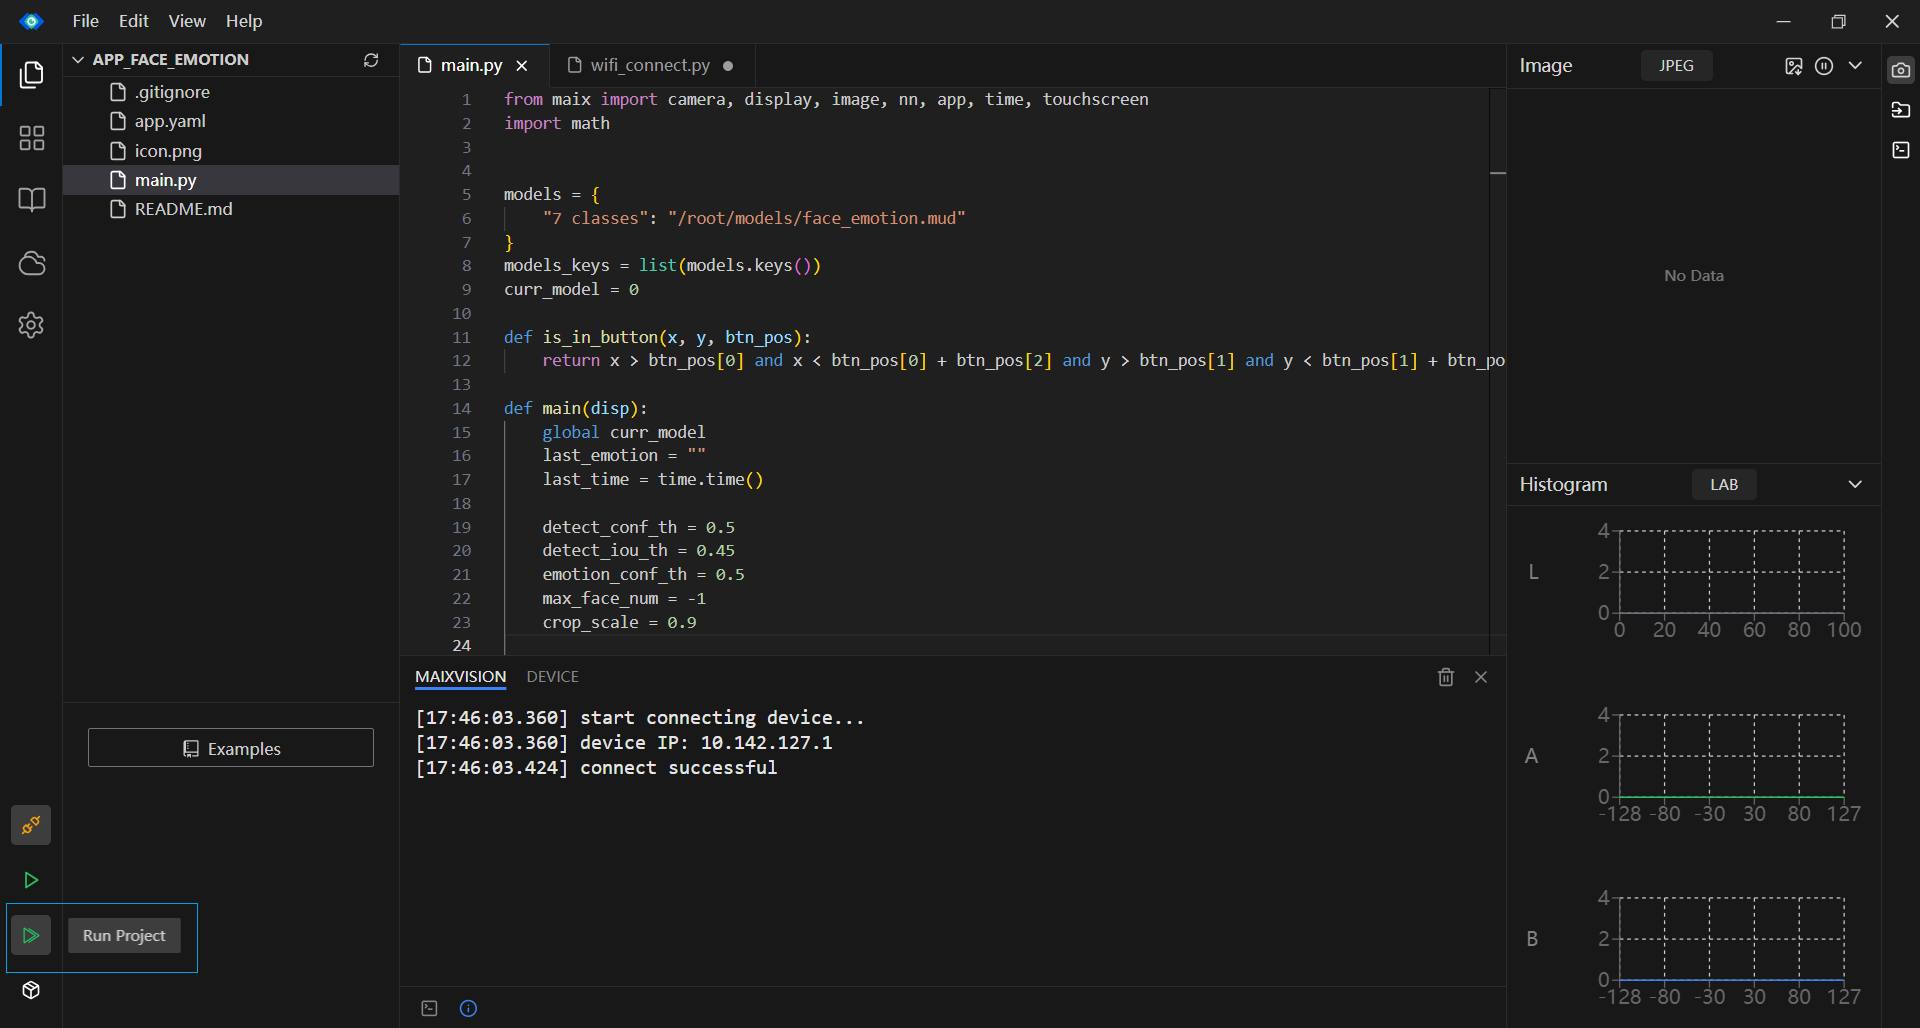 File Edit View Help
APP_FACE_EMOTION
.gitignore
app.yaml
icon.png
main.py
README.md
Examples
Run Project
main.py
wifi_connect.py
1 from maix import camera, display, image, nn, app, time, touchscreen
2 import math
3
4
5 models = {
6 "7 classes": "/root/models/face_emotion.mud"
7 }
8 models_keys = list(models.keys())
9 curr_model = 0
10
11 def is_in_button(x, y, btn_pos):
12 return x > btn_pos[0] and x < btn_pos[0] + btn_pos[2] and y > btn_pos[1] and y < btn_pos[1] + btn_po
13
14 def main(disp):
15 global curr_model
16 last_emotion = ""
17 last_time = time.time()
18
19 detect_conf_th = 0.5
20 detect_iou_th = 0.45
21 emotion_conf_th = 0.5
22 max_face_num = -1
23 crop_scale = 0.9
24
MAIXVISION DEVICE
[17:46:03.360] start connecting device...
[17:46:03.360] device IP: 10.142.127.1
[17:46:03.424] connect successful
Image JPEG
No Data
Histogram LAB
L
4
2
0
0 20 40 60 80 100
A
4
2
0
-128 -80 -30 30 80 127
B
4
2
0
-128 -80 -30 30 80 127